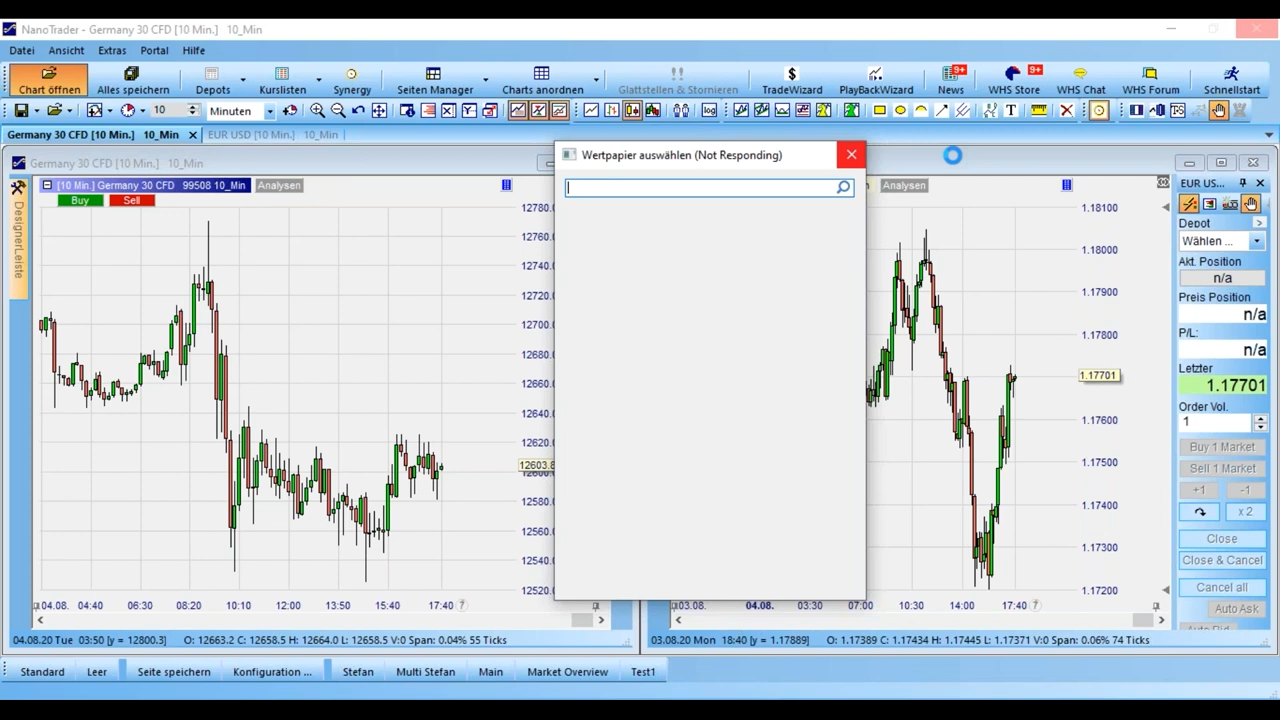 NanoTrader - Germany 30 CFD [10 Min.] 10_Min
Datei Ansicht Extras Portal Hilfe
Chart öffnen Alles speichern Depots Kurslisten Synergy Seiten Manager Charts anordnen Glattstellen & Stornieren TradeWizard PlayBackWizard News 9+ WHS Store 9+ WHS Chat WHS Forum Schnellstart
10 Minuten
Germany 30 CFD [10 Min.] 10_Min EUR USD [10 Min.] 10_Min
Germany 30 CFD [10 Min.] 10_Min
Wertpapier auswählen (Not Responding)
[10 Min.] Germany 30 CFD 99508 10_Min Analysen
Buy Sell
DesignerLeiste
12780.
12760.
12740.
12720.
12700.
12680.
12660.
12640.
12620.
12603.8
12600.
12580.
12560.
12540.
12520.
04.08. 04:40 06:30 08:20 10:10 12:00 13:50 15:40 17:40
04.08.20 Tue 03:50 [y = 12800.3] O: 12663.2 C: 12658.5 H: 12664.0 L: 12658.5 V:0 Span: 0.04% 55 Ticks
Analysen
1.18100
1.18000
1.17900
1.17800
1.17701
1.17600
1.17500
1.17400
1.17300
1.17200
03.08. 04.08. 03:30 07:00 10:30 14:00 17:40
03.08.20 Mon 18:40 [y = 1.17889] O: 1.17389 C: 1.17434 H: 1.17445 L: 1.17371 V:0 Span: 0.06% 74 Ticks
EUR US...
Depot
Wählen ...
Akt. Position
n/a
Preis Position
n/a
P/L:
n/a
Letzter
1.17701
Order Vol.
1
Buy 1 Market
Sell 1 Market
+1 -1
x 2
Close
Close & Cancel
Cancel all
Auto Ask
Standard Leer Seite speichern Konfiguration ... Stefan Multi Stefan Main Market Overview Test1